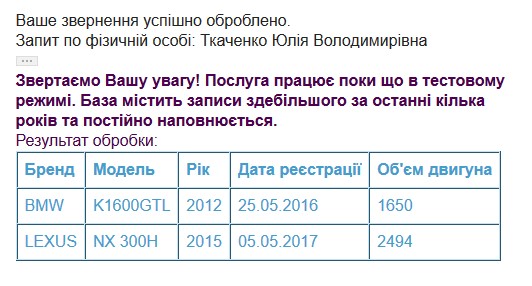 Ваше звернення успішно оброблено.
Запит по фізичній особі: Ткаченко Юлія Володимирівна
...
Звертаємо Вашу увагу! Послуга працює поки що в тестовому
режимі. База містить записи здебільшого за останні кілька
років та постійно наповнюється.
Результат обробки:
Бренд Модель Рік Дата реєстрації Об'єм двигуна
BMW K1600GTL 2012 25.05.2016 1650
LEXUS NX 300H 2015 05.05.2017 2494